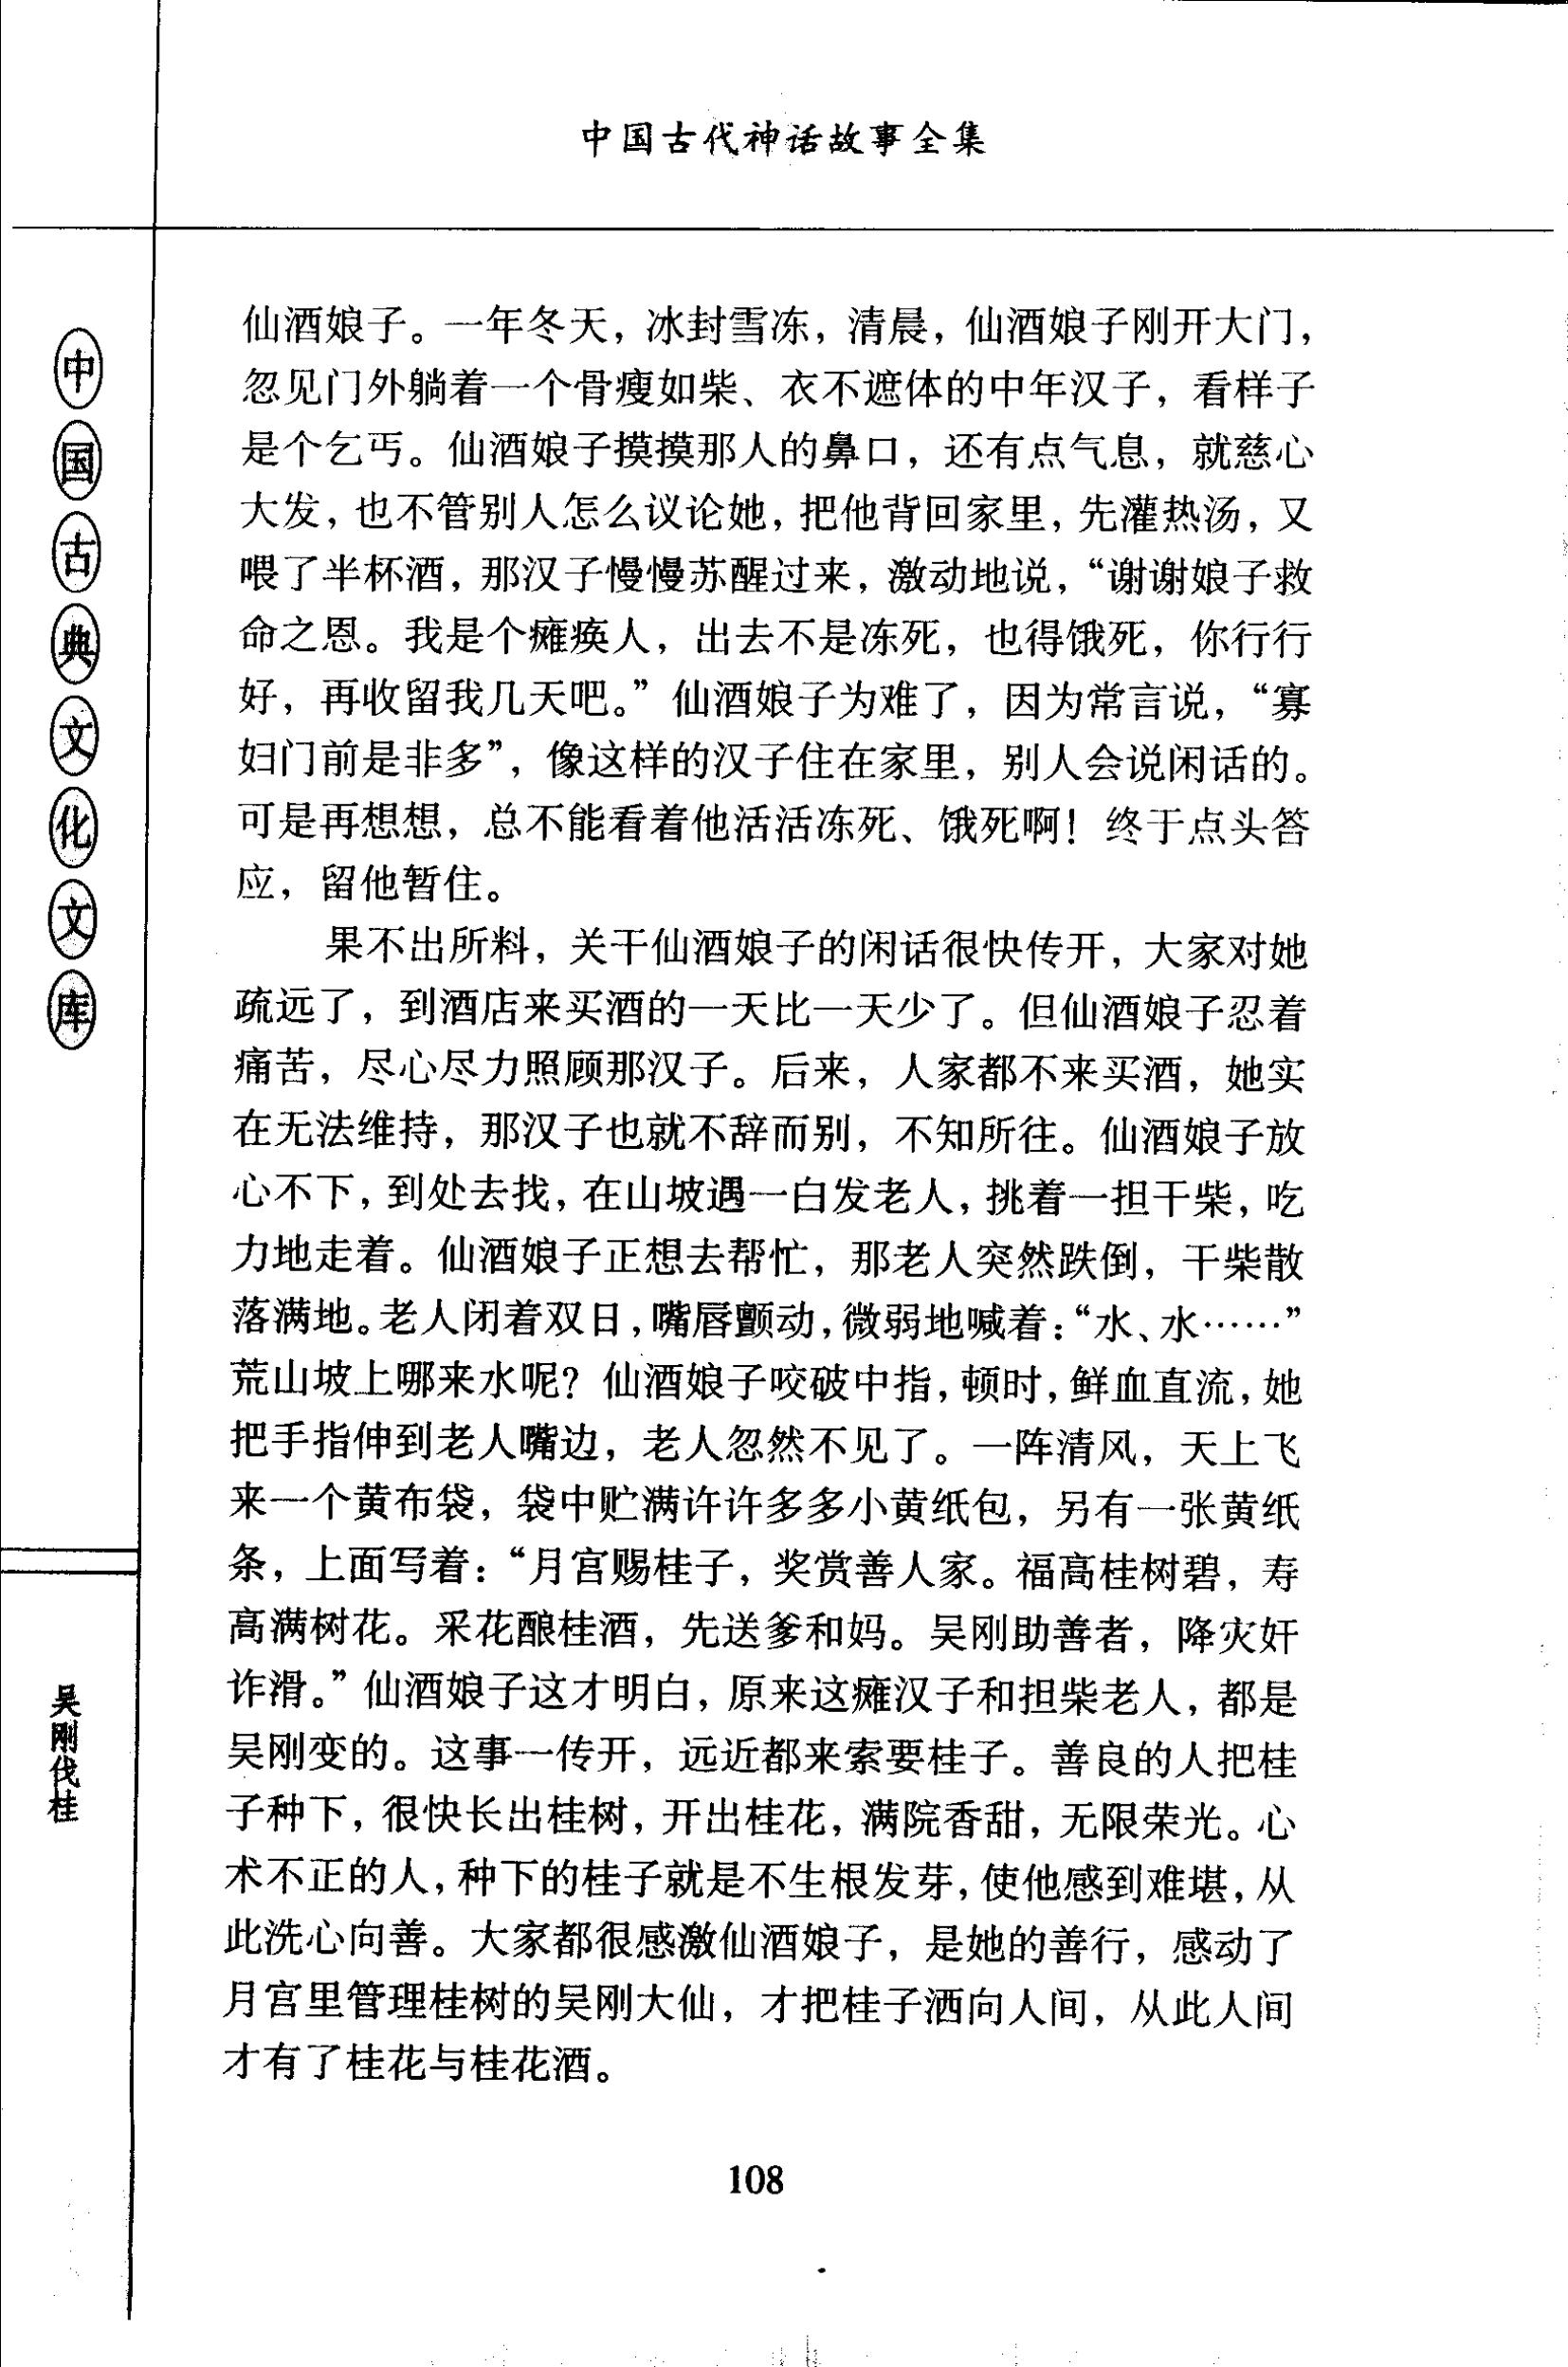 中国古代神话故事全集
中国古典文化文库
吴刚伐桂
仙酒娘子。一年冬天，冰封雪冻，清晨，仙酒娘子刚开大门，
忽见门外躺着一个骨瘦如柴、衣不遮体的中年汉子，看样子
是个乞丐。仙酒娘子摸摸那人的鼻口，还有点气息，就慈心
大发，也不管别人怎么议论她，把他背回家里，先灌热汤，又
喂了半杯酒，那汉子慢慢苏醒过来，激动地说，“谢谢娘子救
命之恩。我是个瘫痪人，出去不是冻死，也得饿死，你行行
好，再收留我几天吧。”仙酒娘子为难了，因为常言说，“寡
妇门前是非多”，像这样的汉子住在家里，别人会说闲话的。
可是再想想，总不能看着他活活冻死、饿死啊！终于点头答
应，留他暂住。
果不出所料，关干仙酒娘子的闲话很快传开，大家对她
疏远了，到酒店来买酒的一天比一天少了。但仙酒娘子忍着
痛苦，尽心尽力照顾那汉子。后来，人家都不来买酒，她实
在无法维持，那汉子也就不辞而别，不知所往。仙酒娘子放
心不下，到处去找，在山坡遇一白发老人，挑着一担干柴，吃
力地走着。仙酒娘子正想去帮忙，那老人突然跌倒，干柴散
落满地。老人闭着双日，嘴唇颤动，微弱地喊着：“水、水……”
荒山坡上哪来水呢？仙酒娘子咬破中指，顿时，鲜血直流，她
把手指伸到老人嘴边，老人忽然不见了。一阵清风，天上飞
来一个黄布袋，袋中贮满许许多多小黄纸包，另有一张黄纸
条，上面写着：“月宫赐桂子，奖赏善人家。福高桂树碧，寿
高满树花。采花酿桂酒，先送爹和妈。吴刚助善者，降灾奸
诈滑。”仙酒娘子这才明白，原来这瘫汉子和担柴老人，都是
吴刚变的。这事一传开，远近都来索要桂子。善良的人把桂
子种下，很快长出桂树，开出桂花，满院香甜，无限荣光。心
术不正的人，种下的桂子就是不生根发芽，使他感到难堪，从
此洗心向善。大家都很感激仙酒娘子，是她的善行，感动了
月宫里管理桂树的吴刚大仙，才把桂子洒向人间，从此人间
才有了桂花与桂花酒。
108